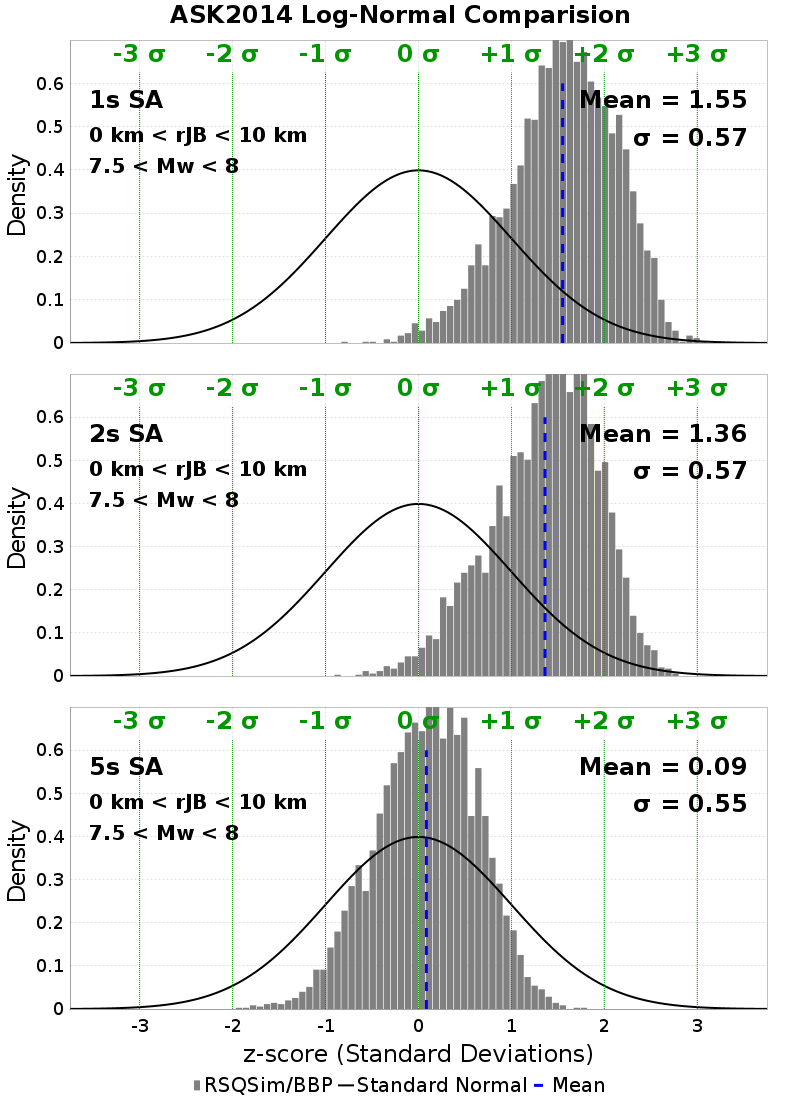 ASK2014 Log-Normal Comparision
-3 σ -2 σ -1 σ 0 σ +1 σ +2 σ +3 σ
1s SA
Mean = 1.55
0 km < rJB < 10 km
σ = 0.57
7.5 < Mw < 8
Density
0.6
0.5
0.4
0.3
0.2
0.1
0
-3 σ -2 σ -1 σ 0 σ +1 σ +2 σ +3 σ
2s SA
Mean = 1.36
0 km < rJB < 10 km
σ = 0.57
7.5 < Mw < 8
Density
0.6
0.5
0.4
0.3
0.2
0.1
0
-3 σ -2 σ -1 σ 0 σ +1 σ +2 σ +3 σ
5s SA
Mean = 0.09
0 km < rJB < 10 km
σ = 0.55
7.5 < Mw < 8
Density
0.6
0.5
0.4
0.3
0.2
0.1
0
-3 -2 -1 0 1 2 3
z-score (Standard Deviations)
RSQSim/BBP Standard Normal Mean